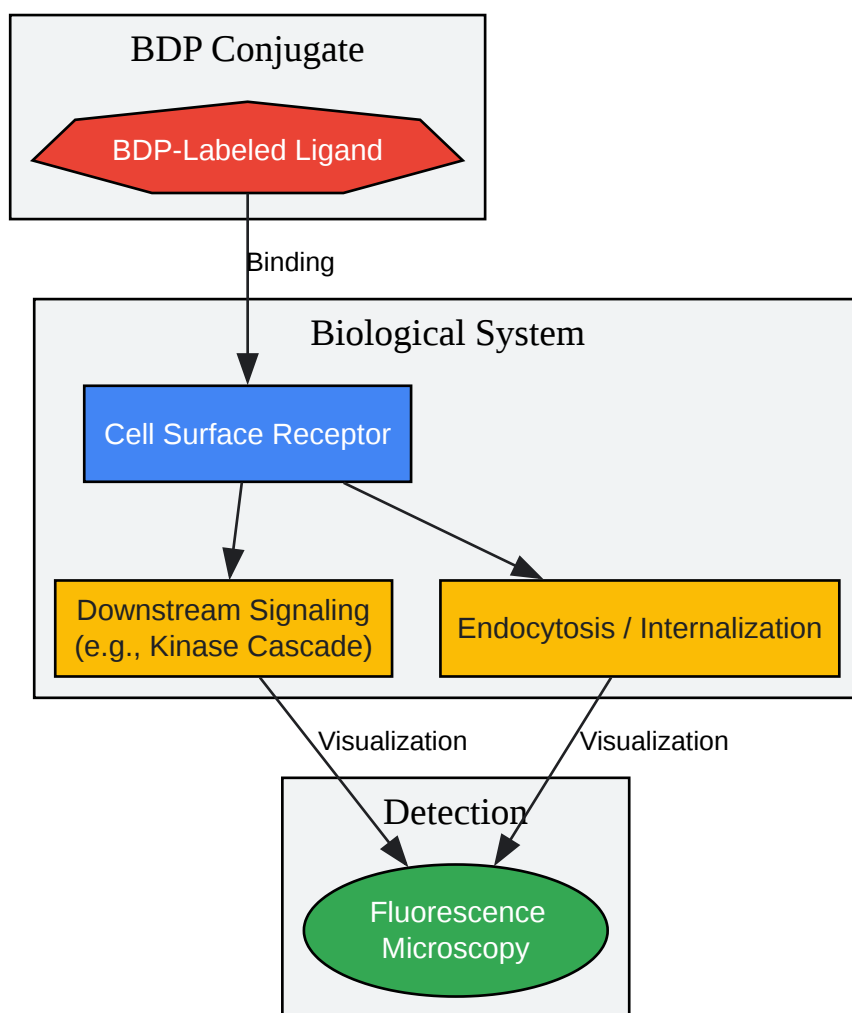 BDP Conjugate
BDP-Labeled Ligand
Binding
Biological System
Cell Surface Receptor
Downstream Signaling
(e.g., Kinase Cascade)
Endocytosis / Internalization
Visualization
Visualization
Detection
Fluorescence
Microscopy